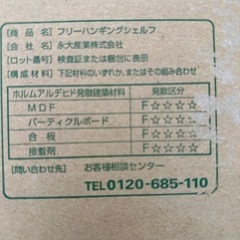 ［商品名］ フリーハンギングシェルフ
［会社名］ 永大産業株式会社
［ロット番号］ 検査証または梱包に表示
［構成材料］ 下記材料のいずれか、またはその組み合わせ
ホルムアルデヒド発散建築材料 発散区分
MDF F☆☆☆☆
パーティクルボード F☆☆☆☆
合板 F☆☆☆☆
接着剤 F☆☆☆☆
［問い合わせ先］ お客様相談センター
TEL0120-685-110